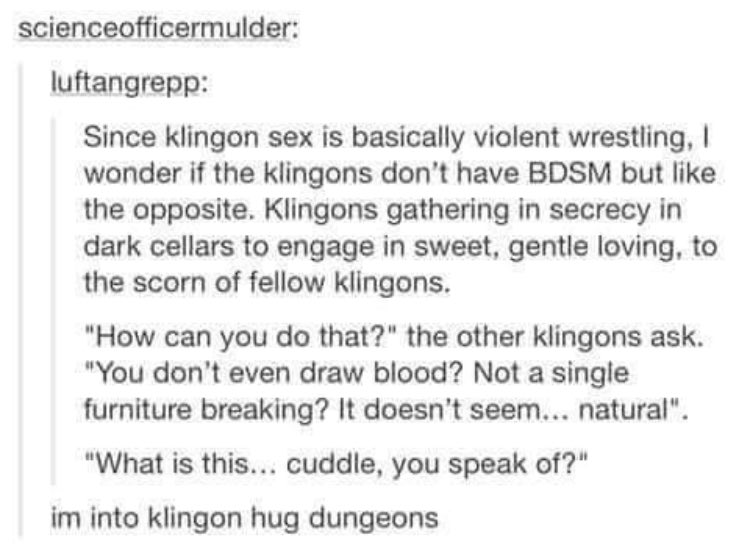 scienceofficermulder:
luftangrepp:
Since klingon sex is basically violent wrestling, I
wonder if the klingons don't have BDSM but like
the opposite. Klingons gathering in secrecy in
dark cellars to engage in sweet, gentle loving, to
the scorn of fellow klingons.
"How can you do that?" the other klingons ask.
"You don't even draw blood? Not a single
furniture breaking? It doesn't seem... natural".
"What is this... cuddle, you speak of?"
im into klingon hug dungeons